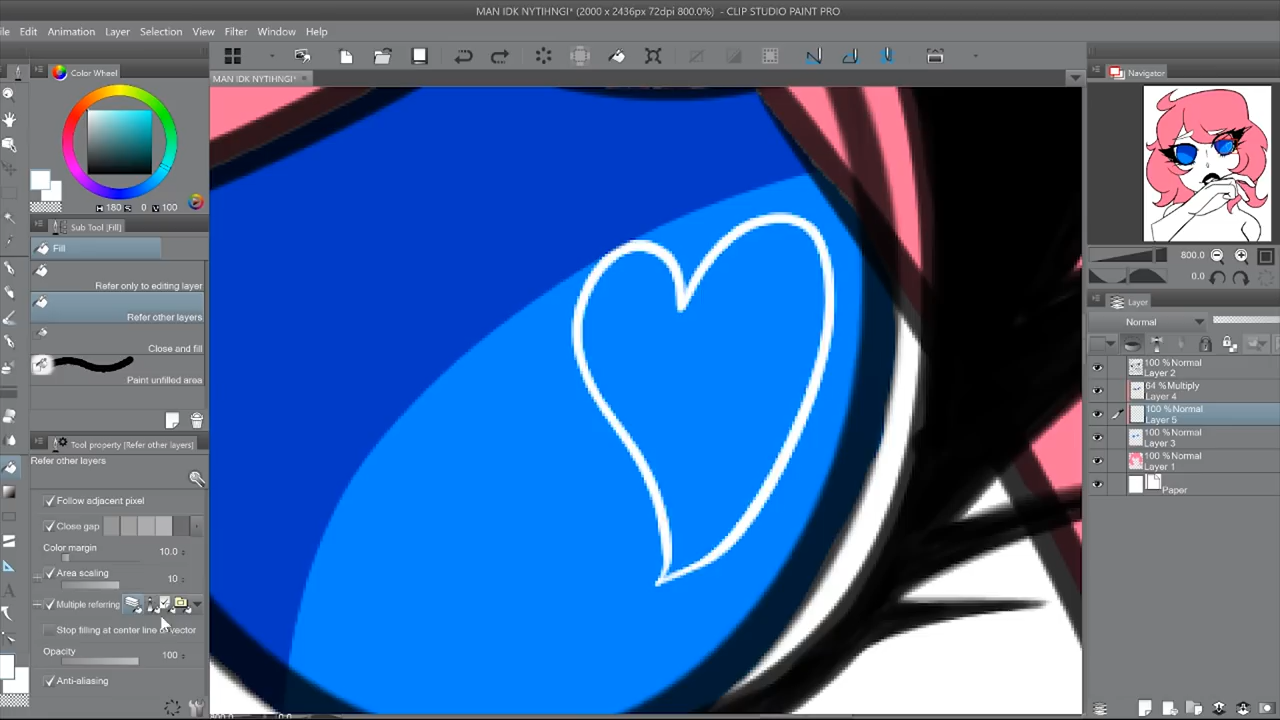 MAN IDK NYTIHNGI* (2000 x 2436px 72dpi 800.0%) - CLIP STUDIO PAINT PRO
ile Edit Animation Layer Selection View Filter Window Help
MAN IDK NYTIHNGI*
Color Wheel
H 180 S 0 V 100
Sub Tool [Fill]
Fill
Refer only to editing layer
Refer other layers
Close and fill
Paint unfilled area
Tool property [Refer other layers]
Refer other layers
Follow adjacent pixel
Close gap
Color margin 10.0
Area scaling 10
Multiple referring
Stop filling at center line of vector
Opacity 100
Anti-aliasing
800.0 0.0
Navigator
800.0
0.0
Layer
Normal
100 % Normal
Layer 2
64 % Multiply
Layer 4
100 % Normal
Layer 5
100 % Normal
Layer 3
100 % Normal
Layer 1
Paper